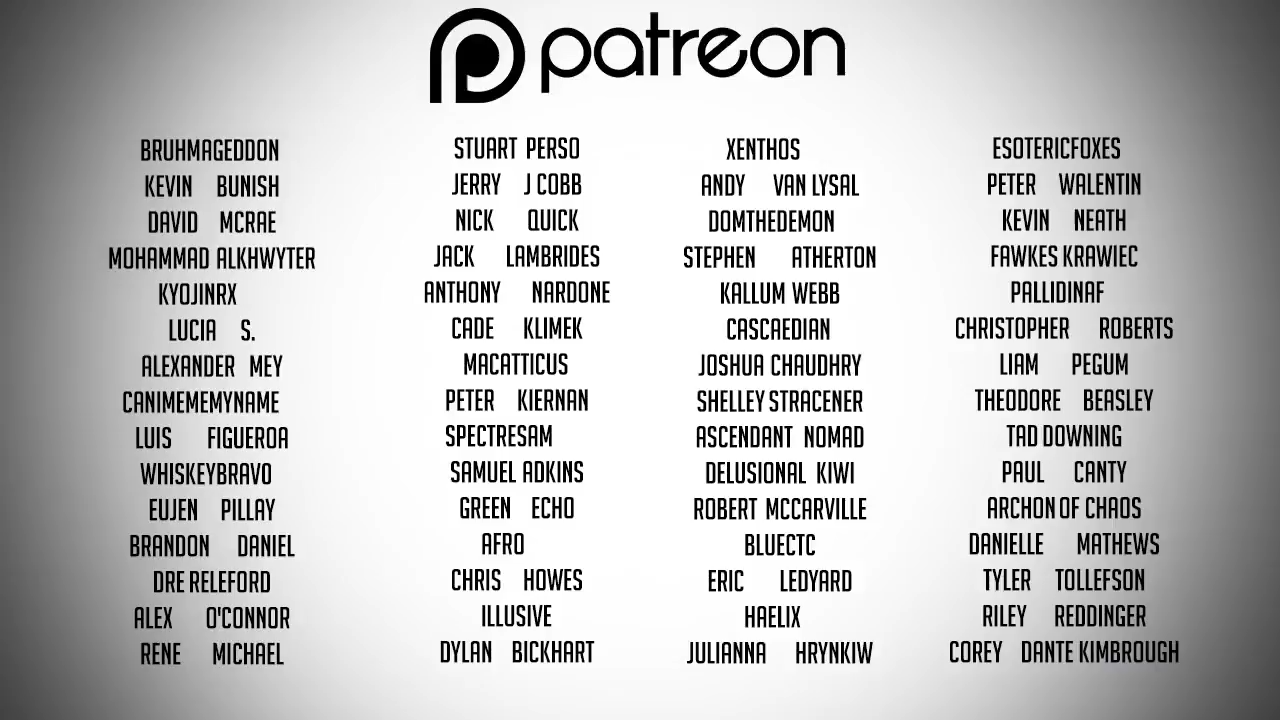 patreon
BRUHMAGEDDON
KEVIN BUNISH
DAVID MCRAE
MOHAMMAD ALKHWYTER
KYOJINRX
LUCIA S.
ALEXANDER MEY
CANIMEMEMYNAME
LUIS FIGUEROA
WHISKEYBRAVO
EUJEN PILLAY
BRANDON DANIEL
DRE RELEFORD
ALEX O'CONNOR
RENE MICHAEL
STUART PERSO
JERRY J COBB
NICK QUICK
JACK LAMBRIDES
ANTHONY NARDONE
CADE KLIMEK
MACATTICUS
PETER KIERNAN
SPECTRESAM
SAMUEL ADKINS
GREEN ECHO
AFRO
CHRIS HOWES
ILLUSIVE
DYLAN BICKHART
XENTHOS
ANDY VAN LYSAL
DOMTHEDEMON
STEPHEN ATHERTON
KALLUM WEBB
CASCAEDIAN
JOSHUA CHAUDHRY
SHELLEY STRACENER
ASCENDANT NOMAD
DELUSIONAL KIWI
ROBERT MCCARVILLE
BLUECTC
ERIC LEDYARD
HAELIX
JULIANNA HRYNKIW
ESOTERICFOXES
PETER WALENTIN
KEVIN NEATH
FAWKES KRAWIEC
PALLIDINAF
CHRISTOPHER ROBERTS
LIAM PEGUM
THEODORE BEASLEY
TAD DOWNING
PAUL CANTY
ARCHON OF CHAOS
DANIELLE MATHEWS
TYLER TOLLEFSON
RILEY REDDINGER
COREY DANTE KIMBROUGH